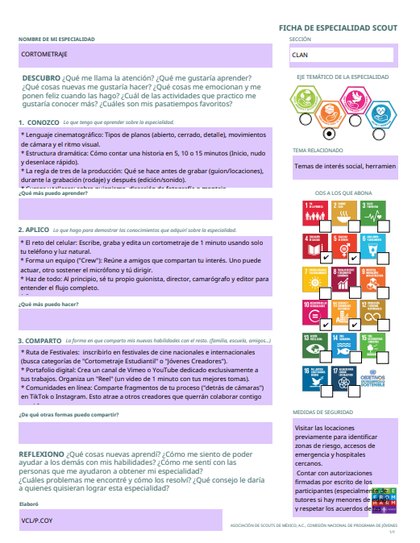 FICHA DE ESPECIALIDAD SCOUT
NOMBRE DE MI ESPECIALIDAD
SECCIÓN
CORTOMETRAJE
CLAN
DESCUBRO ¿Qué me llama la atención? ¿Qué me gustaría aprender?
¿Qué cosas nuevas me gustaría hacer? ¿Qué cosas me emocionan y me
ponen feliz cuando las hago? ¿Cuál de las actividades que practico me
gustaría conocer más? ¿Cuáles son mis pasatiempos favoritos?
EJE TEMÁTICO DE LA ESPECIALIDAD
1. CONOZCO Lo que tengo que aprender sobre la especialidad.
* Lenguaje cinematográfico: Tipos de planos (abierto, cerrado, detalle), movimientos
de cámara y el ritmo visual.
* Estructura dramática: Cómo contar una historia en 5, 10 o 15 minutos (Inicio, nudo
y desenlace rápido).
* La regla de tres de la producción: Qué se hace antes de grabar (guion/locaciones),
durante la grabación (rodaje) y después (edición/sonido).
¿Qué más puedo aprender?
TEMA RELACIONADO
Temas de interés social, herramien
ODS A LOS QUE ABONA
2. APLICO Lo que hago para demostrar los conocimientos que adquirí sobre la especialidad.
* El reto del celular: Escribe, graba y edita un cortometraje de 1 minuto usando solo
tu teléfono y luz natural.
* Forma un equipo ("Crew"): Reúne a amigos que compartan tu interés. Uno puede
actuar, otro sostener el micrófono y tú dirigir.
* Haz de todo: Al principio, sé tu propio guionista, director, camarógrafo y editor para
entender el flujo completo.
¿Qué más puedo hacer?
3. COMPARTO La forma en que comparto mis nuevas habilidades con el resto. (familia, escuela, amigos...)
* Ruta de Festivales: inscribirlo en festivales de cine nacionales e internacionales
(busca categorías de "Cortometraje Estudiantil" o "Jóvenes Creadores").
* Portafolio digital: Crea un canal de Vimeo o YouTube dedicado exclusivamente a
tus trabajos. Organiza un "Reel" (un video de 1 minuto con tus mejores tomas).
* Comunidades en línea: Comparte fragmentos de tu proceso ("detrás de cámaras")
en TikTok o Instagram. Esto atrae a otros creadores que querrán colaborar contigo
¿De qué otras formas puedo compartir?
MEDIDAS DE SEGURIDAD
Visitar las locaciones
previamente para identificar
zonas de riesgo, accesos de
emergencia y hospitales
cercanos.
Contar con autorizaciones
firmadas por escrito de los
participantes (especialmen
tutores si hay menores de
y respetar los acuerdos de
REFLEXIONO ¿Qué cosas nuevas aprendí? ¿Cómo me siento de poder
ayudar a los demás con mis habilidades? ¿Cómo me sentí con las
personas que me ayudaron a obtener mi especialidad?
¿Cuáles problemas me encontré y cómo los resolví? ¿Qué consejo le daría
a quienes quisieran lograr esta especialidad?
Elaboró
VCL/P.COY
ASOCIACIÓN DE SCOUTS DE MÉXICO, A.C., COMISIÓN NACIONAL DE PROGRAMA DE JÓVENES